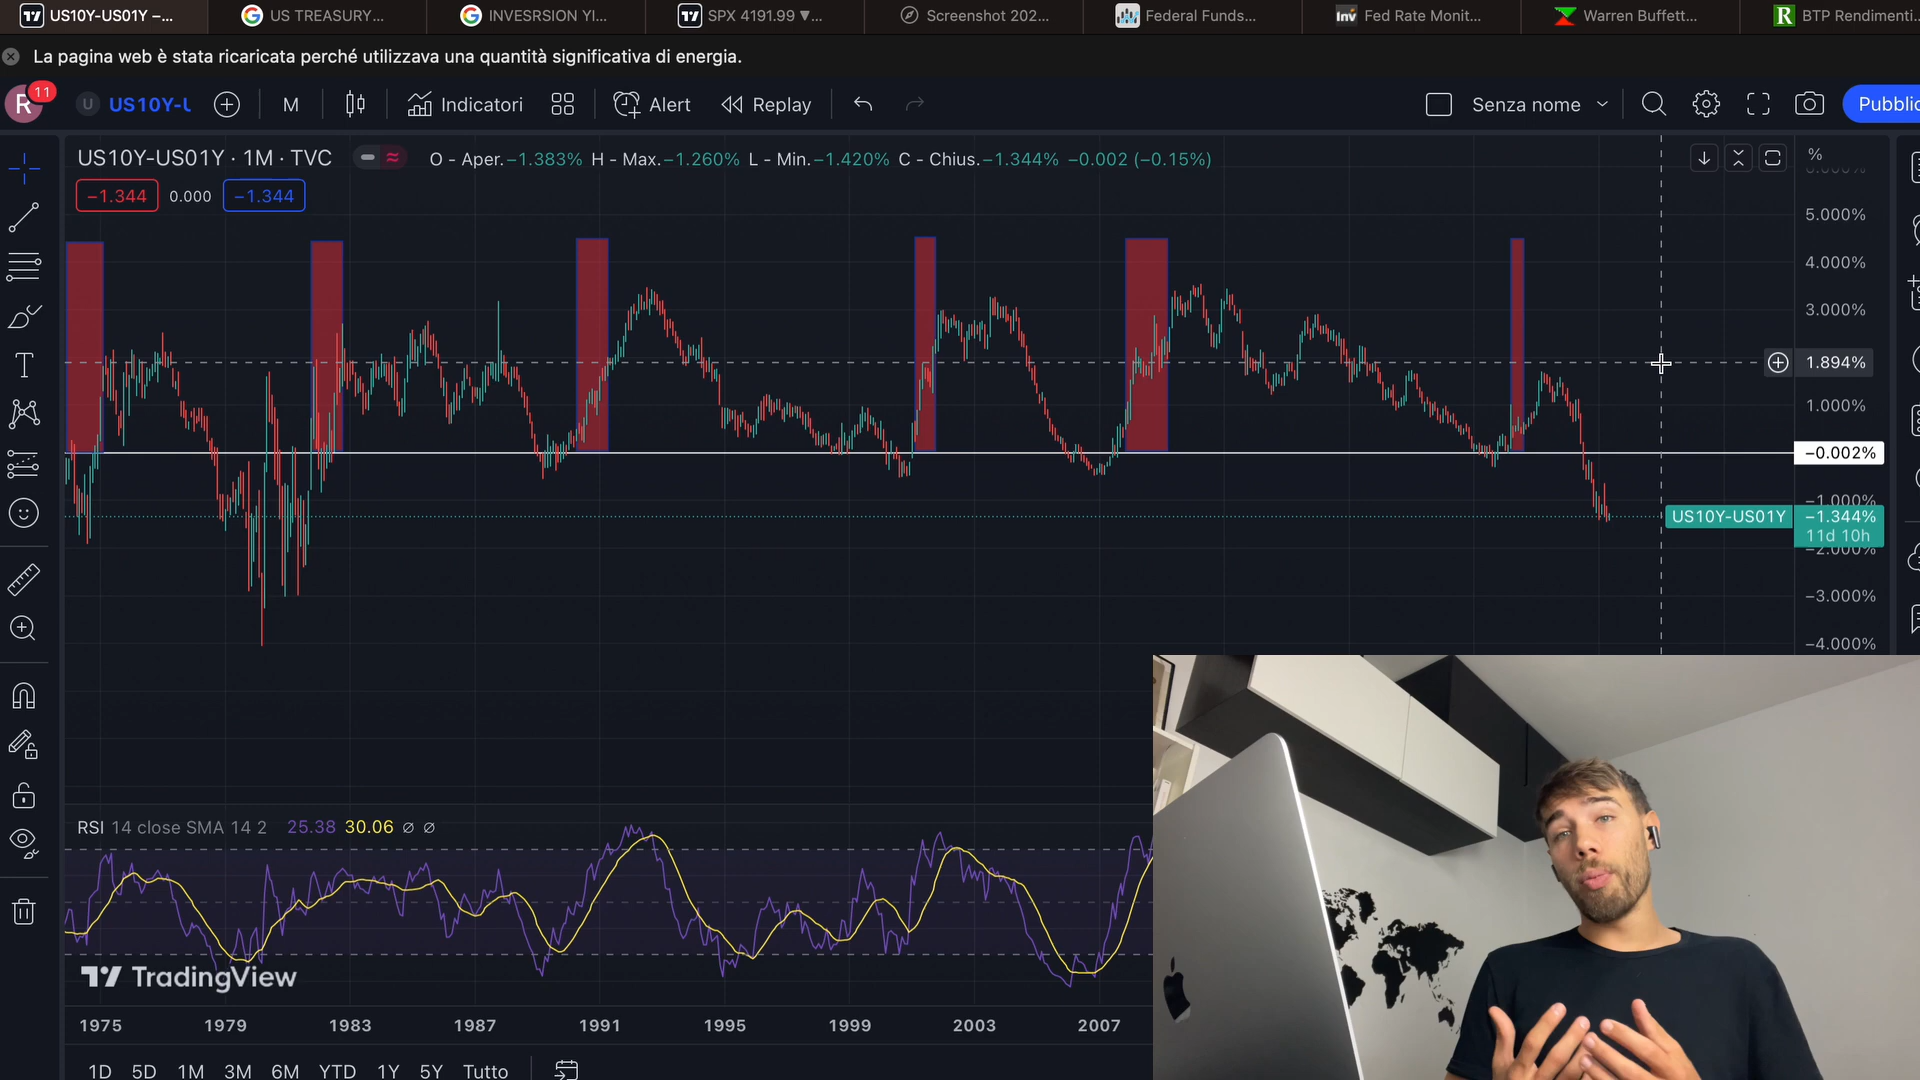 US10Y-US01Y –...
US TREASURY...
INVESRSION YI...
SPX 4191.99 ▼...
Screenshot 202...
Federal Funds...
Fed Rate Monit...
Warren Buffett...
BTP Rendimenti...
La pagina web è stata ricaricata perché utilizzava una quantità significativa di energia.
R
11
U
US10Y-U
M
Indicatori
Alert
Replay
Senza nome
Pubblic
US10Y-US01Y · 1M · TVC
O - Aper.−1.383% H - Max.−1.260% L - Min.−1.420% C - Chius.−1.344% −0.002 (−0.15%)
−1.344
0.000
−1.344
%
5.000%
4.000%
3.000%
1.894%
1.000%
−0.002%
−1.000%
US10Y-US01Y
−1.344%
11d 10h
−2.000%
−3.000%
−4.000%
RSI 14 close SMA 14 2 25.38 30.06 ∅ ∅
TradingView
1975
1979
1983
1987
1991
1995
1999
2003
2007
1D
5D
1M
3M
6M
YTD
1Y
5Y
Tutto